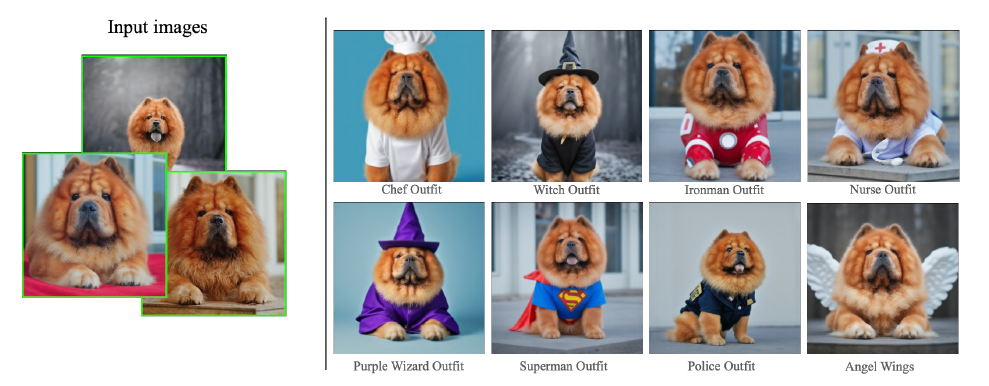 Input images
Chef Outfit
Witch Outfit
Ironman Outfit
Nurse Outfit
Purple Wizard Outfit
Superman Outfit
Police Outfit
Angel Wings